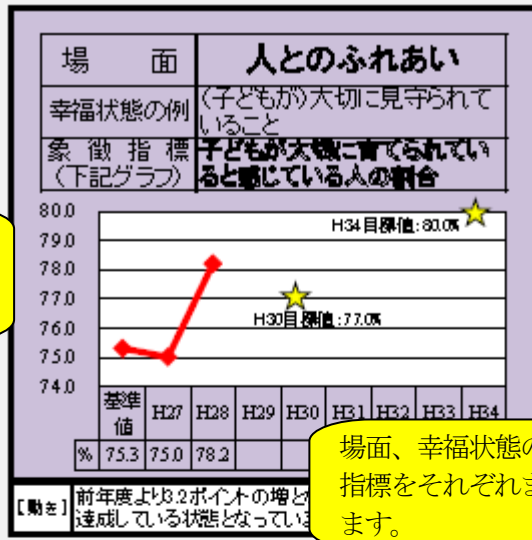 場 面
人とのふれあい
幸福状態の例
(子どもが)大切に見守られて
いること
象 徴 指 標
(下記グラフ)
子どもが大切に育てられてい
ると感じている人の割合
80.0
79.0
78.0
77.0
76.0
75.0
74.0
H34目標値:80.0%
H30目標値:77.0%
基準値 H27 H28 H29 H30 H31 H32 H33 H34
% 75.3 75.0 78.2
【動き】
前年度より3.2ポイントの増と
達成している状態となってい
場面、幸福状態の
指標をそれぞれま
ます。